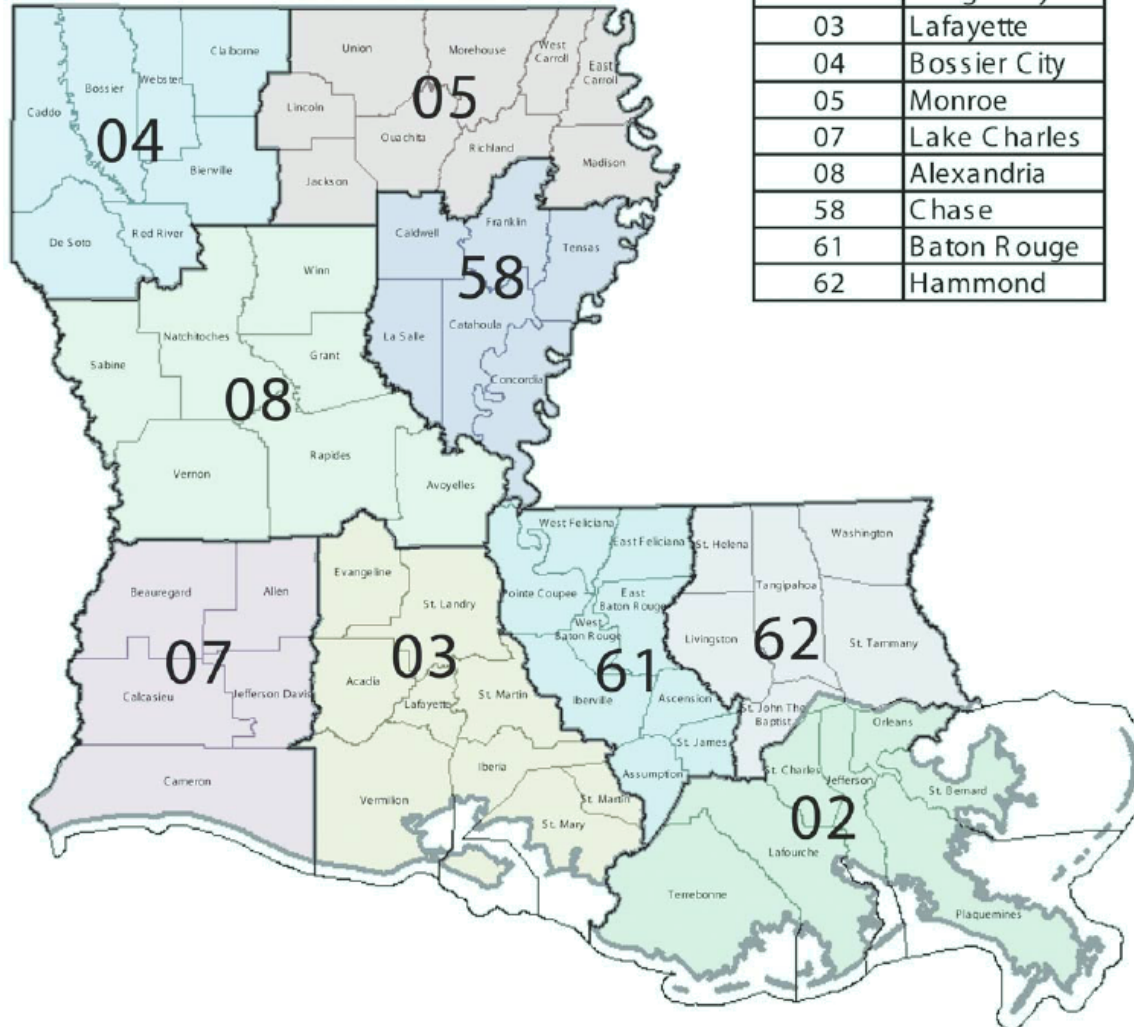 03 Lafayette
04 Bossier City
05 Monroe
07 Lake Charles
08 Alexandria
58 Chase
61 Baton Rouge
62 Hammond
Caddo
Bossier
Webster
Claiborne
04
Bierville
De Soto
Red River
Union
Morehouse
West
Carroll
East
Carroll
05
Lincoln
Ouachita
Richland
Jackson
Madison
Caldwell
Franklin
Tensas
58
La Salle
Catahoula
Concordia
Winn
Natchitoches
Sabine
Grant
08
Vernon
Rapides
Avoyelles
Beauregard
Allen
07
Calcasieu
Jefferson Davis
Cameron
Evangeline
St. Landry
03
Acadia
Lafayette
St. Martin
Iberia
Vermilion
St. Martin
St. Mary
West Feliciana
East Feliciana
Pointe Coupee
East
Baton Rouge
West
Baton Rouge
61
Iberville
Ascension
St. James
Assumption
St. Helena
Washington
Tangipahoa
Livingston
62
St. Tammany
St. John The
Baptist
Orleans
St. Charles
Jefferson
St. Bernard
02
Lafourche
Terrebonne
Plaquemines